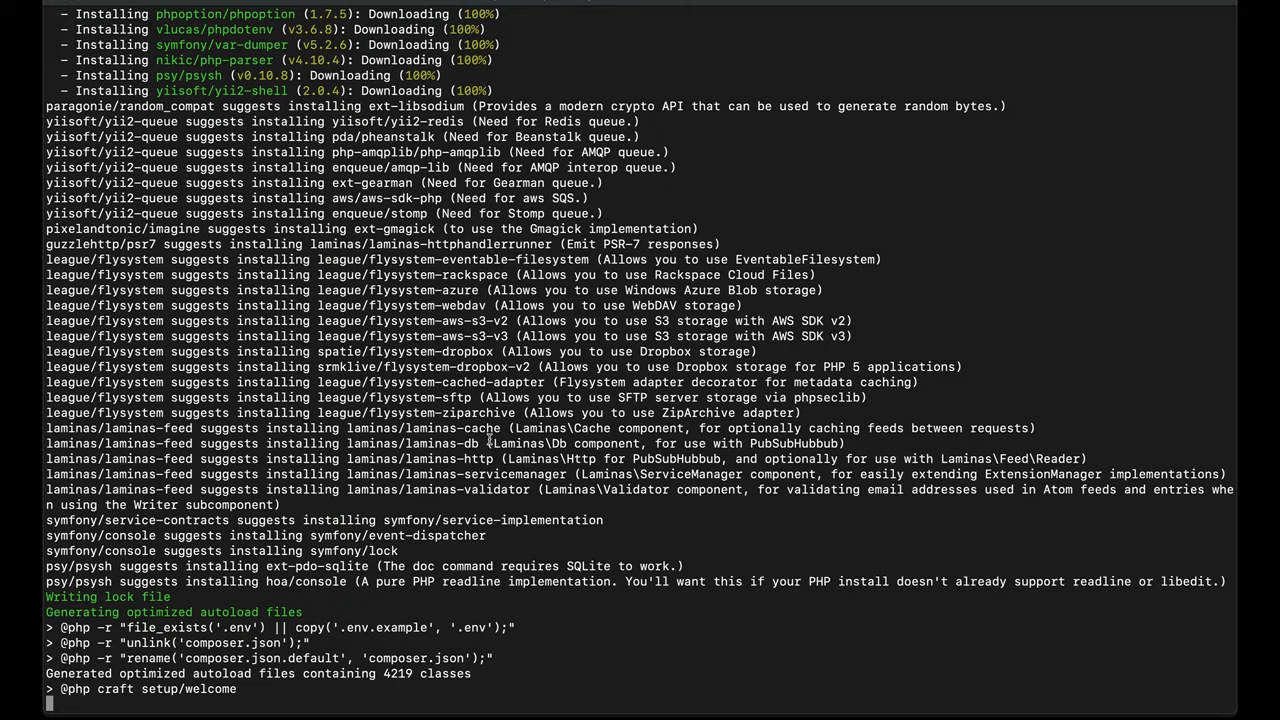 - Installing phpoption/phpoption (1.7.5): Downloading (100%)
- Installing vlucas/phpdotenv (v3.6.8): Downloading (100%)
- Installing symfony/var-dumper (v5.2.6): Downloading (100%)
- Installing nikic/php-parser (v4.10.4): Downloading (100%)
- Installing psy/psysh (v0.10.8): Downloading (100%)
- Installing yiisoft/yii2-shell (2.0.4): Downloading (100%)
paragonie/random_compat suggests installing ext-libsodium (Provides a modern crypto API that can be used to generate random bytes.)
yiisoft/yii2-queue suggests installing yiisoft/yii2-redis (Need for Redis queue.)
yiisoft/yii2-queue suggests installing pda/pheanstalk (Need for Beanstalk queue.)
yiisoft/yii2-queue suggests installing php-amqplib/php-amqplib (Need for AMQP queue.)
yiisoft/yii2-queue suggests installing enqueue/amqp-lib (Need for AMQP interop queue.)
yiisoft/yii2-queue suggests installing ext-gearman (Need for Gearman queue.)
yiisoft/yii2-queue suggests installing aws/aws-sdk-php (Need for aws SQS.)
yiisoft/yii2-queue suggests installing enqueue/stomp (Need for Stomp queue.)
pixelandtonic/imagine suggests installing ext-gmagick (to use the Gmagick implementation)
guzzlehttp/psr7 suggests installing laminas/laminas-httphandlerrunner (Emit PSR-7 responses)
league/flysystem suggests installing league/flysystem-eventable-filesystem (Allows you to use EventableFilesystem)
league/flysystem suggests installing league/flysystem-rackspace (Allows you to use Rackspace Cloud Files)
league/flysystem suggests installing league/flysystem-azure (Allows you to use Windows Azure Blob storage)
league/flysystem suggests installing league/flysystem-webdav (Allows you to use WebDAV storage)
league/flysystem suggests installing league/flysystem-aws-s3-v2 (Allows you to use S3 storage with AWS SDK v2)
league/flysystem suggests installing league/flysystem-aws-s3-v3 (Allows you to use S3 storage with AWS SDK v3)
league/flysystem suggests installing spatie/flysystem-dropbox (Allows you to use Dropbox storage)
league/flysystem suggests installing srmklive/flysystem-dropbox-v2 (Allows you to use Dropbox storage for PHP 5 applications)
league/flysystem suggests installing league/flysystem-cached-adapter (Flysystem adapter decorator for metadata caching)
league/flysystem suggests installing league/flysystem-sftp (Allows you to use SFTP server storage via phpseclib)
league/flysystem suggests installing league/flysystem-ziparchive (Allows you to use ZipArchive adapter)
laminas/laminas-feed suggests installing laminas/laminas-cache (Laminas\Cache component, for optionally caching feeds between requests)
laminas/laminas-feed suggests installing laminas/laminas-db (Laminas\Db component, for use with PubSubHubbub)
laminas/laminas-feed suggests installing laminas/laminas-http (Laminas\Http for PubSubHubbub, and optionally for use with Laminas\Feed\Reader)
laminas/laminas-feed suggests installing laminas/laminas-servicemanager (Laminas\ServiceManager component, for easily extending ExtensionManager implementations)
laminas/laminas-feed suggests installing laminas/laminas-validator (Laminas\Validator component, for validating email addresses used in Atom feeds and entries whe
n using the Writer subcomponent)
symfony/service-contracts suggests installing symfony/service-implementation
symfony/console suggests installing symfony/event-dispatcher
symfony/console suggests installing symfony/lock
psy/psysh suggests installing ext-pdo-sqlite (The doc command requires SQLite to work.)
psy/psysh suggests installing hoa/console (A pure PHP readline implementation. You'll want this if your PHP install doesn't already support readline or libedit.)
Writing lock file
Generating optimized autoload files
> @php -r "file_exists('.env') || copy('.env.example', '.env');"
> @php -r "unlink('composer.json');"
> @php -r "rename('composer.json.default', 'composer.json');"
Generated optimized autoload files containing 4219 classes
> @php craft setup/welcome